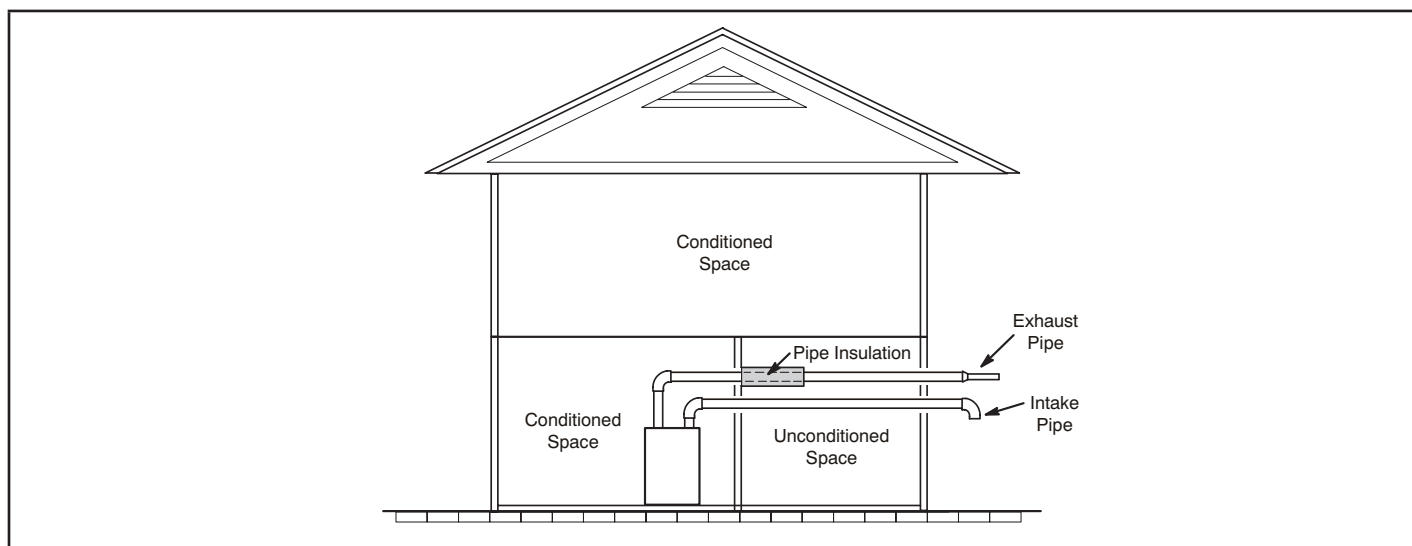 Conditioned
Space
Exhaust
Pipe
Pipe Insulation
Intake
Pipe
Conditioned
Space
Unconditioned
Space